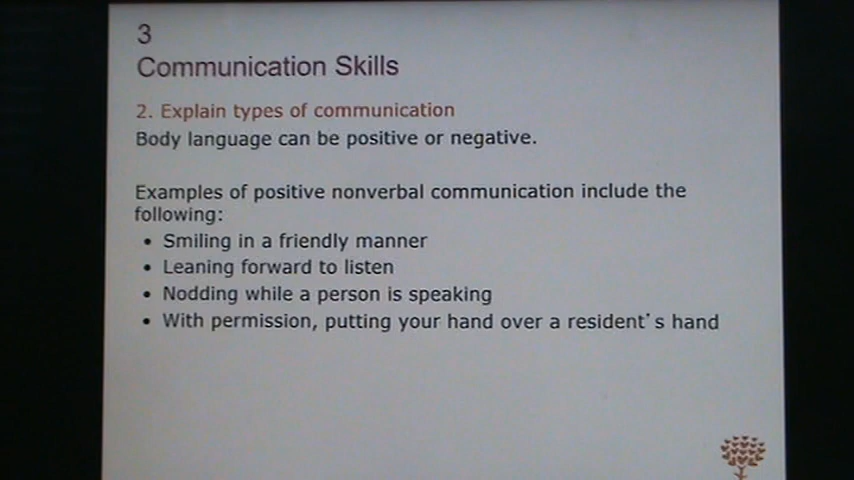 3
Communication Skills
2. Explain types of communication
Body language can be positive or negative.
Examples of positive nonverbal communication include the
following:
• Smiling in a friendly manner
• Leaning forward to listen
• Nodding while a person is speaking
• With permission, putting your hand over a resident's hand